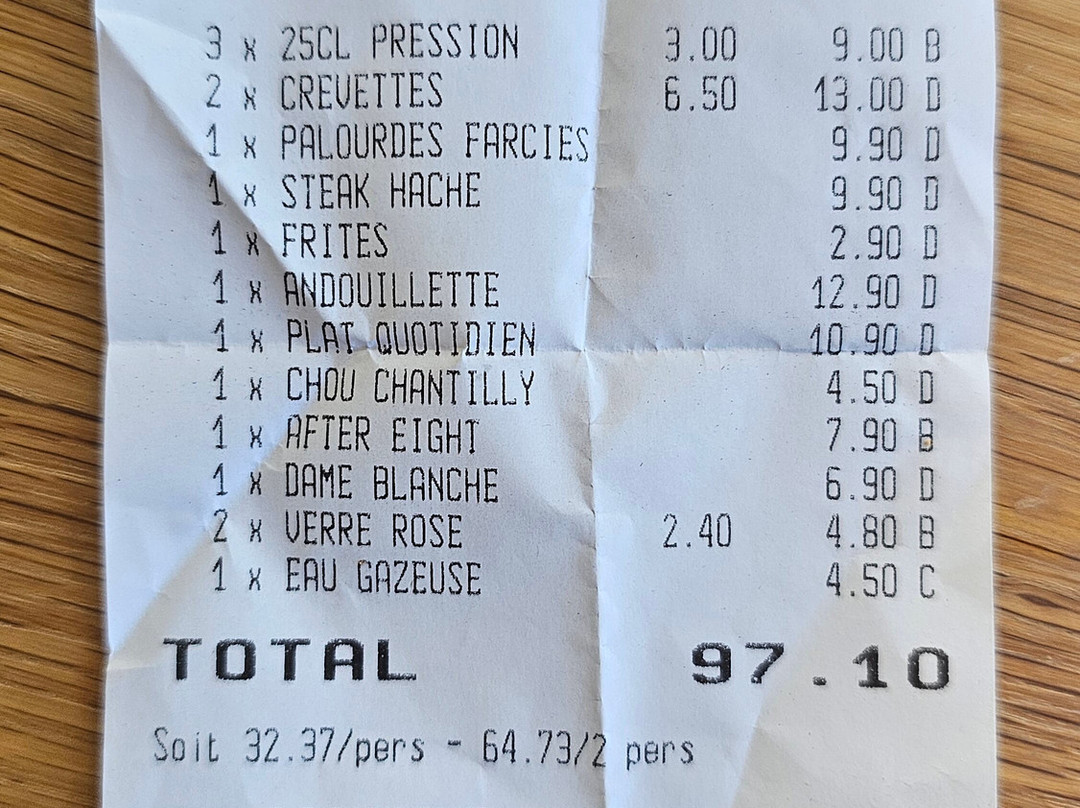 3 x 25CL PRESSION 3.00 9.00 B
2 x CREVETTES 6.50 13.00 D
1 x PALOURDES FARCIES 9.90 D
1 x STEAK HACHE 9.90 D
1 x FRITES 2.90 D
1 x ANDOUILLETTE 12.90 D
1 x PLAT QUOTIDIEN 10.90 D
1 x CHOU CHANTILLY 4.50 D
1 x AFTER EIGHT 7.90 B
1 x DAME BLANCHE 6.90 D
2 x VERRE ROSE 2.40 4.80 B
1 x EAU GAZEUSE 4.50 C
TOTAL 97.10
Soit 32.37/pers - 64.73/2 pers